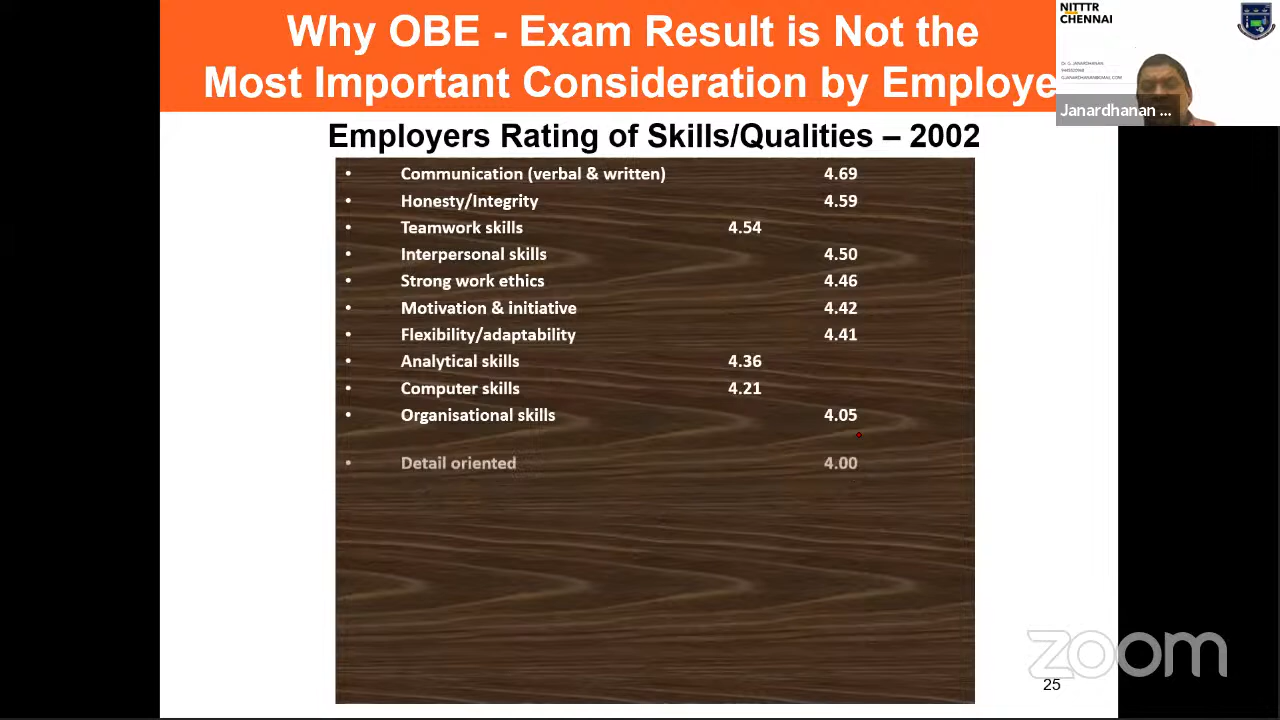 Why OBE - Exam Result is Not the
Most Important Consideration by Employe
NITTTR
CHENNAI
Dr. G. JANARDHANAN
Janardhanan ...
Employers Rating of Skills/Qualities – 2002
• Communication (verbal & written) 4.69
• Honesty/Integrity 4.59
• Teamwork skills 4.54
• Interpersonal skills 4.50
• Strong work ethics 4.46
• Motivation & initiative 4.42
• Flexibility/adaptability 4.41
• Analytical skills 4.36
• Computer skills 4.21
• Organisational skills 4.05
• Detail oriented 4.00
zoom
25